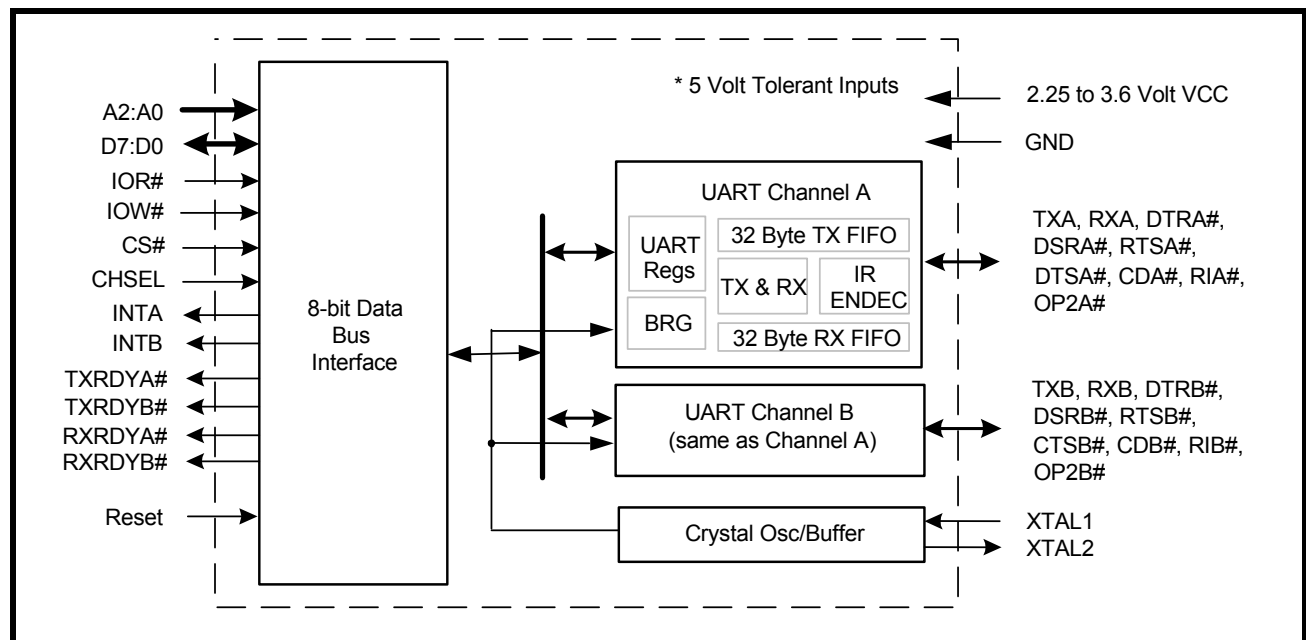 A2:A0
D7:D0
IOR#
IOW#
CS#
CHSEL
INTA
INTB
TXRDYA#
TXRDYB#
RXRDYA#
RXRDYB#
Reset
8-bit Data
Bus
Interface
* 5 Volt Tolerant Inputs
UART Channel A
UART
Regs
BRG
32 Byte TX FIFO
TX & RX
IR
ENDEC
32 Byte RX FIFO
UART Channel B
(same as Channel A)
Crystal Osc/Buffer
2.25 to 3.6 Volt VCC
GND
TXA, RXA, DTRA#,
DSRA#, RTSA#,
DTSA#, CDA#, RIA#,
OP2A#
TXB, RXB, DTRB#,
DSRB#, RTSB#,
CTSB#, CDB#, RIB#,
OP2B#
XTAL1
XTAL2